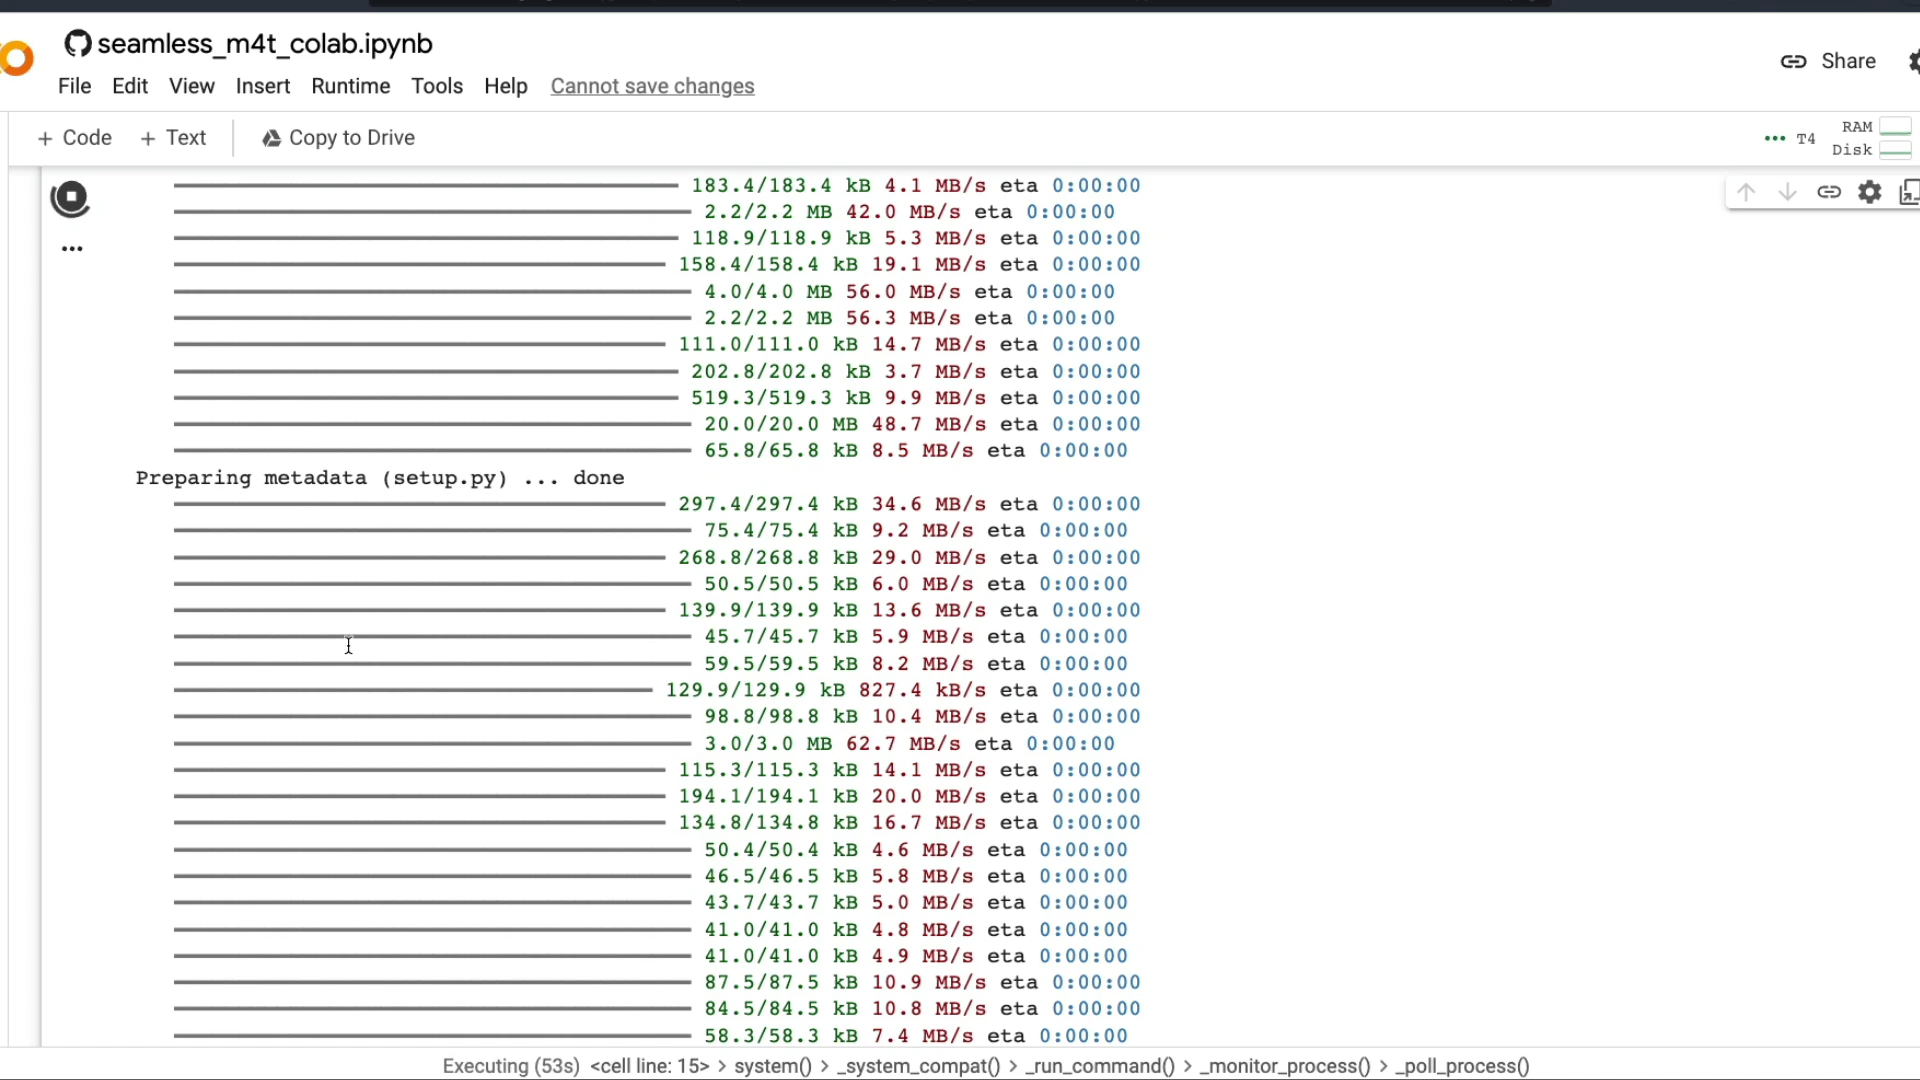 seamless_m4t_colab.ipynb
Share
File Edit View Insert Runtime Tools Help Cannot save changes
+ Code + Text Copy to Drive
T4 RAM
Disk
183.4/183.4 kB 4.1 MB/s eta 0:00:00
2.2/2.2 MB 42.0 MB/s eta 0:00:00
118.9/118.9 kB 5.3 MB/s eta 0:00:00
158.4/158.4 kB 19.1 MB/s eta 0:00:00
4.0/4.0 MB 56.0 MB/s eta 0:00:00
2.2/2.2 MB 56.3 MB/s eta 0:00:00
111.0/111.0 kB 14.7 MB/s eta 0:00:00
202.8/202.8 kB 3.7 MB/s eta 0:00:00
519.3/519.3 kB 9.9 MB/s eta 0:00:00
20.0/20.0 MB 48.7 MB/s eta 0:00:00
65.8/65.8 kB 8.5 MB/s eta 0:00:00
Preparing metadata (setup.py) ... done
297.4/297.4 kB 34.6 MB/s eta 0:00:00
75.4/75.4 kB 9.2 MB/s eta 0:00:00
268.8/268.8 kB 29.0 MB/s eta 0:00:00
50.5/50.5 kB 6.0 MB/s eta 0:00:00
139.9/139.9 kB 13.6 MB/s eta 0:00:00
45.7/45.7 kB 5.9 MB/s eta 0:00:00
59.5/59.5 kB 8.2 MB/s eta 0:00:00
129.9/129.9 kB 827.4 kB/s eta 0:00:00
98.8/98.8 kB 10.4 MB/s eta 0:00:00
3.0/3.0 MB 62.7 MB/s eta 0:00:00
115.3/115.3 kB 14.1 MB/s eta 0:00:00
194.1/194.1 kB 20.0 MB/s eta 0:00:00
134.8/134.8 kB 16.7 MB/s eta 0:00:00
50.4/50.4 kB 4.6 MB/s eta 0:00:00
46.5/46.5 kB 5.8 MB/s eta 0:00:00
43.7/43.7 kB 5.0 MB/s eta 0:00:00
41.0/41.0 kB 4.8 MB/s eta 0:00:00
41.0/41.0 kB 4.9 MB/s eta 0:00:00
87.5/87.5 kB 10.9 MB/s eta 0:00:00
84.5/84.5 kB 10.8 MB/s eta 0:00:00
58.3/58.3 kB 7.4 MB/s eta 0:00:00
Executing (53s) <cell line: 15> > system() > _system_compat() > _run_command() > _monitor_process() > _poll_process()